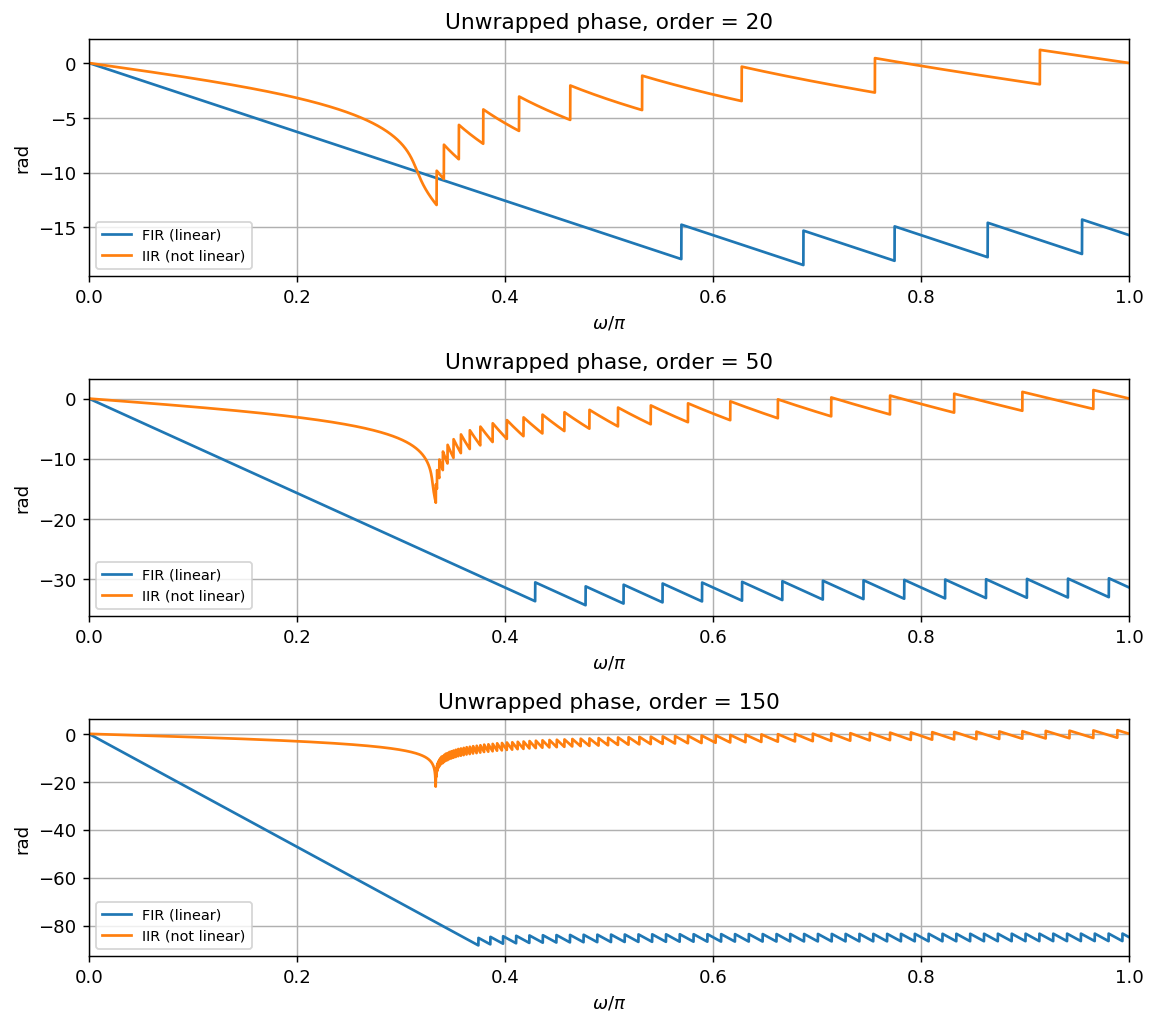 Unwrapped phase, order = 20
0
−5
−10
−15
rad
FIR (linear)
IIR (not linear)
0.0 0.2 0.4 0.6 0.8 1.0
ω/π
Unwrapped phase, order = 50
0
−10
−20
−30
rad
FIR (linear)
IIR (not linear)
0.0 0.2 0.4 0.6 0.8 1.0
ω/π
Unwrapped phase, order = 150
0
−20
−40
−60
−80
rad
FIR (linear)
IIR (not linear)
0.0 0.2 0.4 0.6 0.8 1.0
ω/π